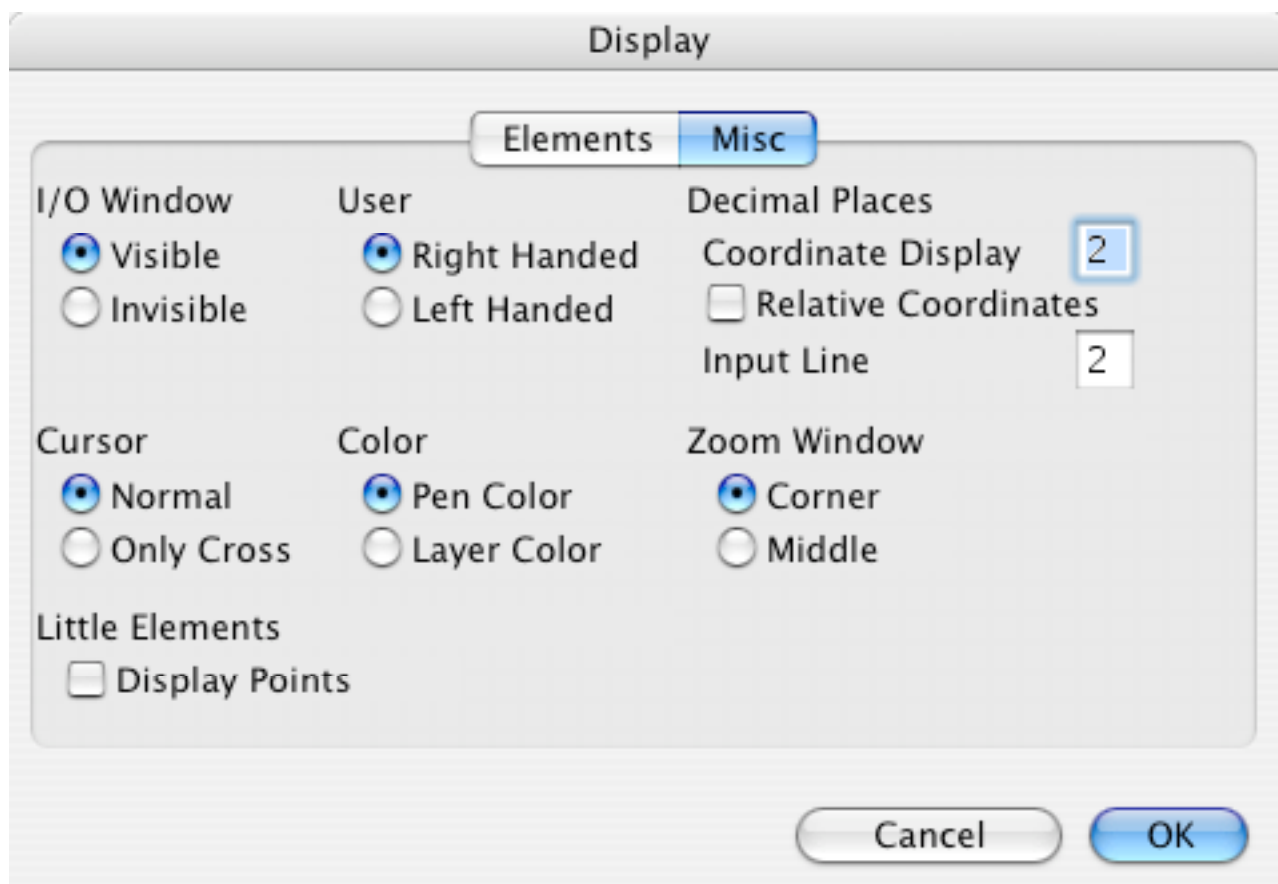 Display
Elements Misc
I/O Window User Decimal Places
Visible Right Handed Coordinate Display 2
Invisible Left Handed Relative Coordinates
Input Line 2
Cursor Color Zoom Window
Normal Pen Color Corner
Only Cross Layer Color Middle
Little Elements
Display Points
Cancel OK